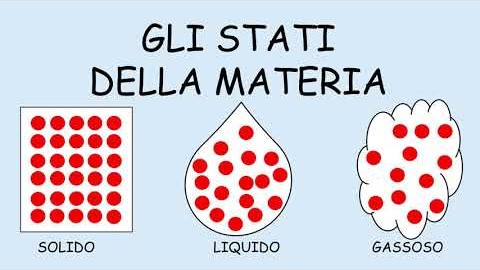 GLI STATI
DELLA MATERIA
SOLIDO
LIQUIDO
GASSOSO